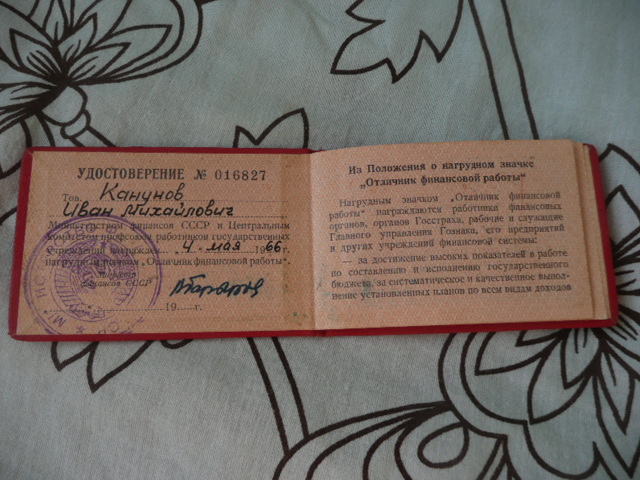 УДОСТОВЕРЕНИЕ № 016827
Тов. Канунов
Иван Михайлович
Министерством финансов СССР и Центральным
Комитетом профсоюза работников государственных
учреждений награжден 4 мая 1966 г.
нагрудным значком „Отличник финансовой работы“.
финансов СССР
19 г.
Из Положения о нагрудном значке
„Отличник финансовой работы“
Нагрудным значком „Отличник финансовой
работы“ награждаются работники финансовых
органов, органов Госстраха, рабочие и служащие
Главного управления Гознака, его предприятий
и других учреждений финансовой системы:
— за достижение высоких показателей в работе
по составлению и исполнению государственного
бюджета, за систематическое и качественное выпол-
нение установленных планов по всем видам доходов